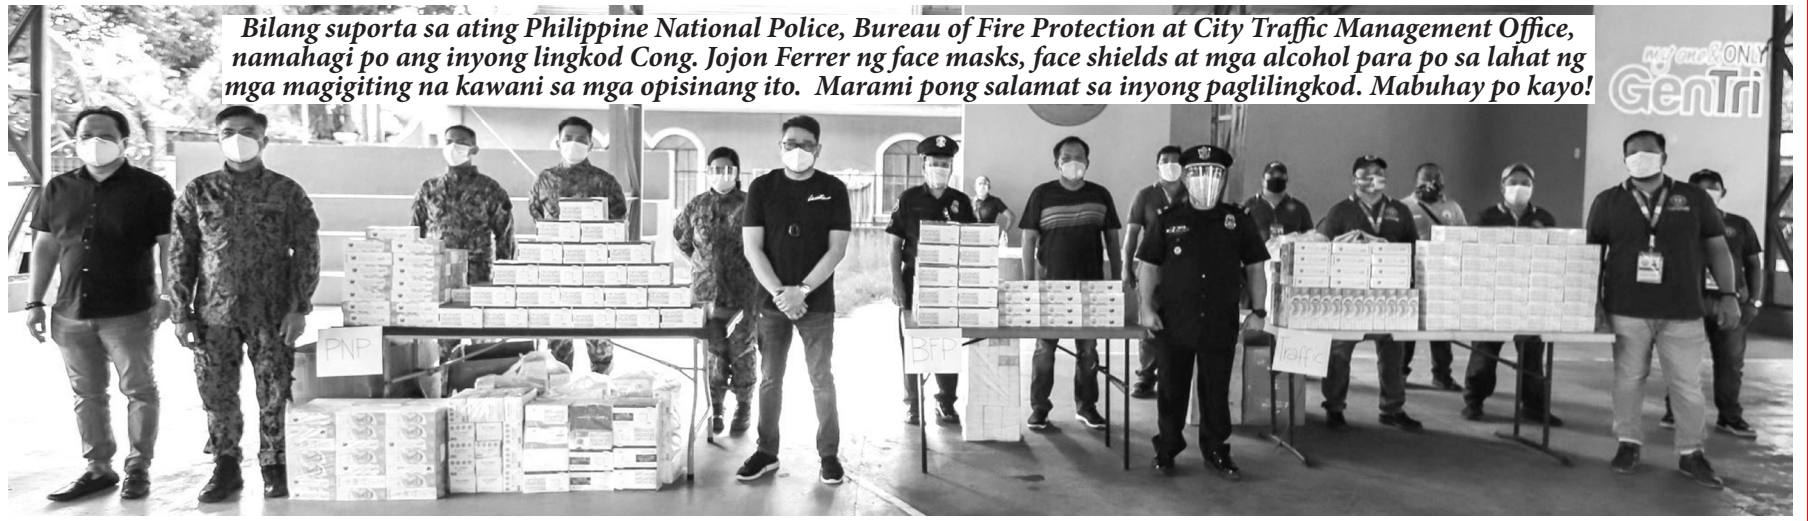 Bilang suporta sa ating Philippine National Police, Bureau of Fire Protection at City Traffic Management Office,
namahagi po ang inyong lingkod Cong. Jojon Ferrer ng face masks, face shields at mga alcohol para po sa lahat ng
mga magigiting na kawani sa mga opisinang ito. Marami pong salamat sa inyong paglilingkod. Mabuhay po kayo!
my one & ONLY
GenTri
PNP
BFP
Traffic